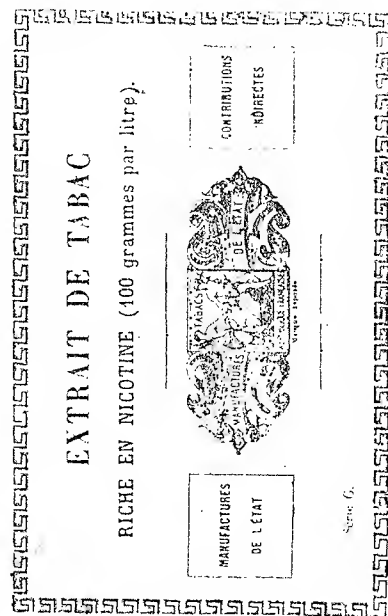 EXTRAIT DE TABAC
RICHE EN NICOTINE (100 grammes par litre).
MANUFACTURES
DE L'ÉTAT
TABACS
MANUFACTURES
DE L'ÉTAT
CONTRIBUTIONS
INDIRECTES